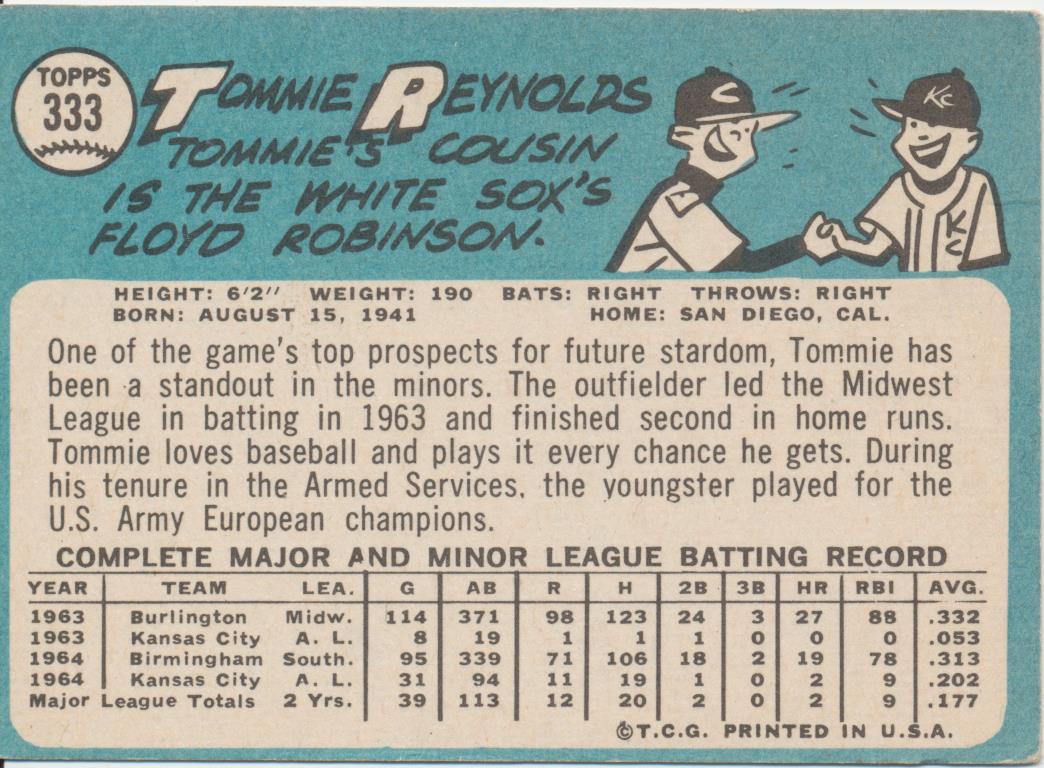 TOPPS
333
TOMMIE REYNOLDS
TOMMIE'S COUSIN
IS THE WHITE SOX'S
FLOYD ROBINSON.
C
KC
KC
HEIGHT: 6'2" WEIGHT: 190 BATS: RIGHT THROWS: RIGHT
BORN: AUGUST 15, 1941 HOME: SAN DIEGO, CAL.
One of the game's top prospects for future stardom, Tommie has
been a standout in the minors. The outfielder led the Midwest
League in batting in 1963 and finished second in home runs.
Tommie loves baseball and plays it every chance he gets. During
his tenure in the Armed Services, the youngster played for the
U.S. Army European champions.
COMPLETE MAJOR AND MINOR LEAGUE BATTING RECORD
YEAR TEAM LEA. G AB R H 2B 3B HR RBI AVG.
1963 Burlington Midw. 114 371 98 123 24 3 27 88 .332
1963 Kansas City A. L. 8 19 1 1 1 0 0 0 .053
1964 Birmingham South. 95 339 71 106 18 2 19 78 .313
1964 Kansas City A. L. 31 94 11 19 1 0 2 9 .202
Major League Totals 2 Yrs. 39 113 12 20 2 0 2 9 .177
©T.C.G. PRINTED IN U.S.A.